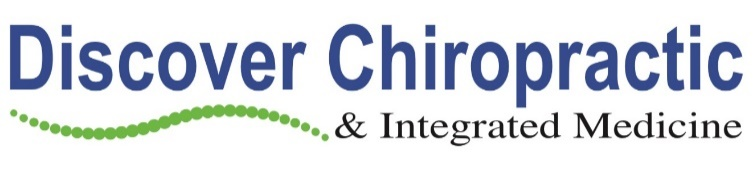 Discover Chiropractic
& Integrated Medicine